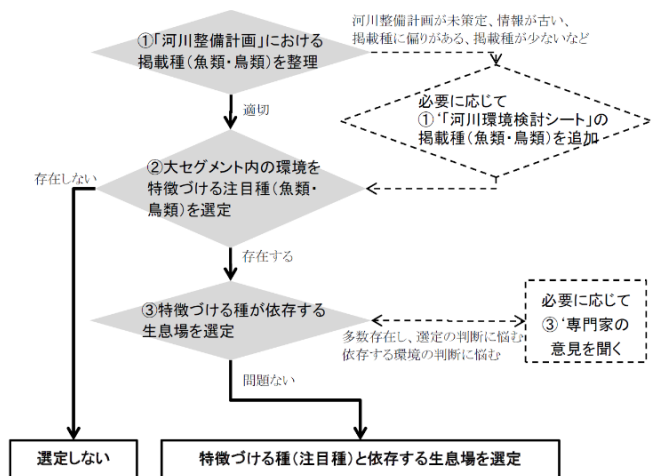 ①「河川整備計画」における
掲載種(魚類・鳥類)を整理
河川整備計画が未策定、情報が古い、
掲載種に偏りがある、掲載種が少ないなど
適切
必要に応じて
①‘「河川環境検討シート」の
掲載種(魚類・鳥類)を追加
②大セグメント内の環境を
特徴づける注目種(魚類・
鳥類)を選定
存在しない
存在する
③特徴づける種が依存する
生息場を選定
多数存在し、選定の判断に悩む
依存する環境の判断に悩む
必要に応じて
③‘専門家の
意見を聞く
問題ない
選定しない
特徴づける種(注目種)と依存する生息場を選定